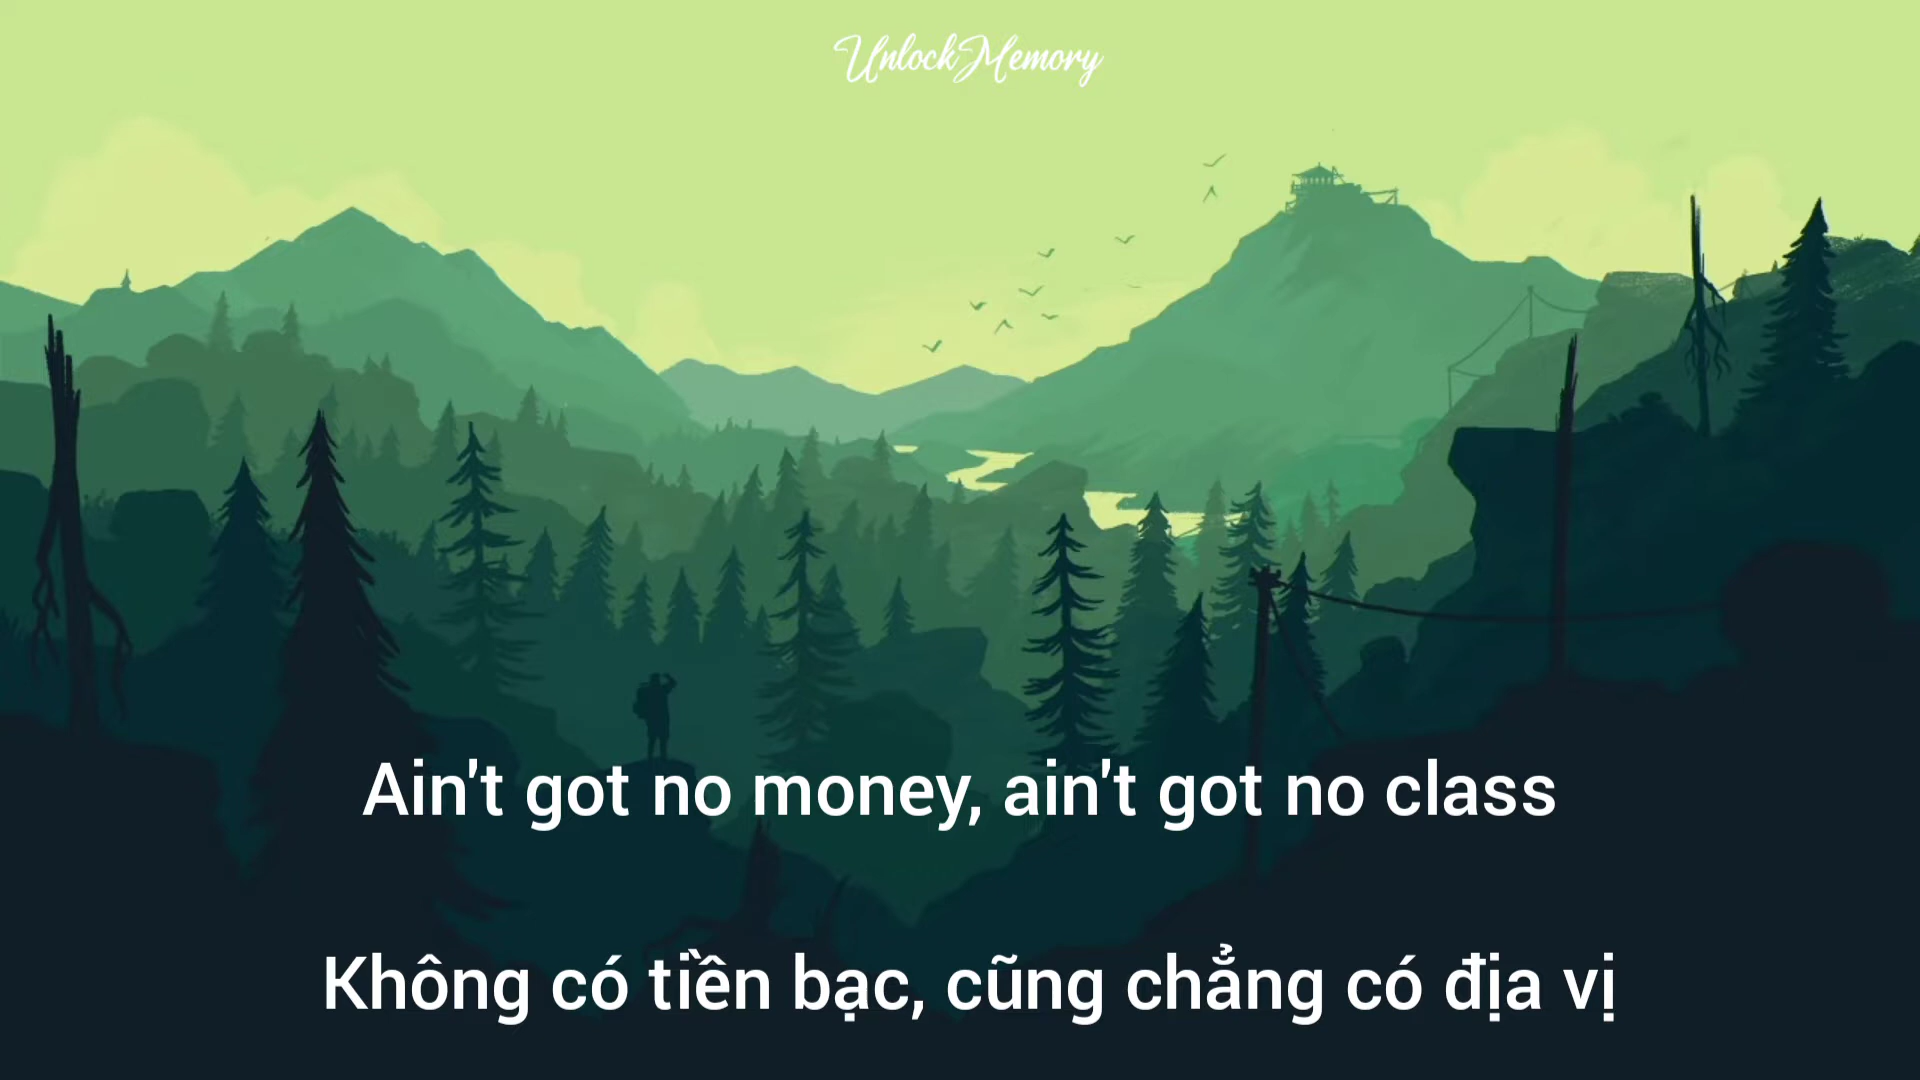 UnlockMemory
Ain't got no money, ain't got no class
Không có tiền bạc, cũng chẳng có địa vị